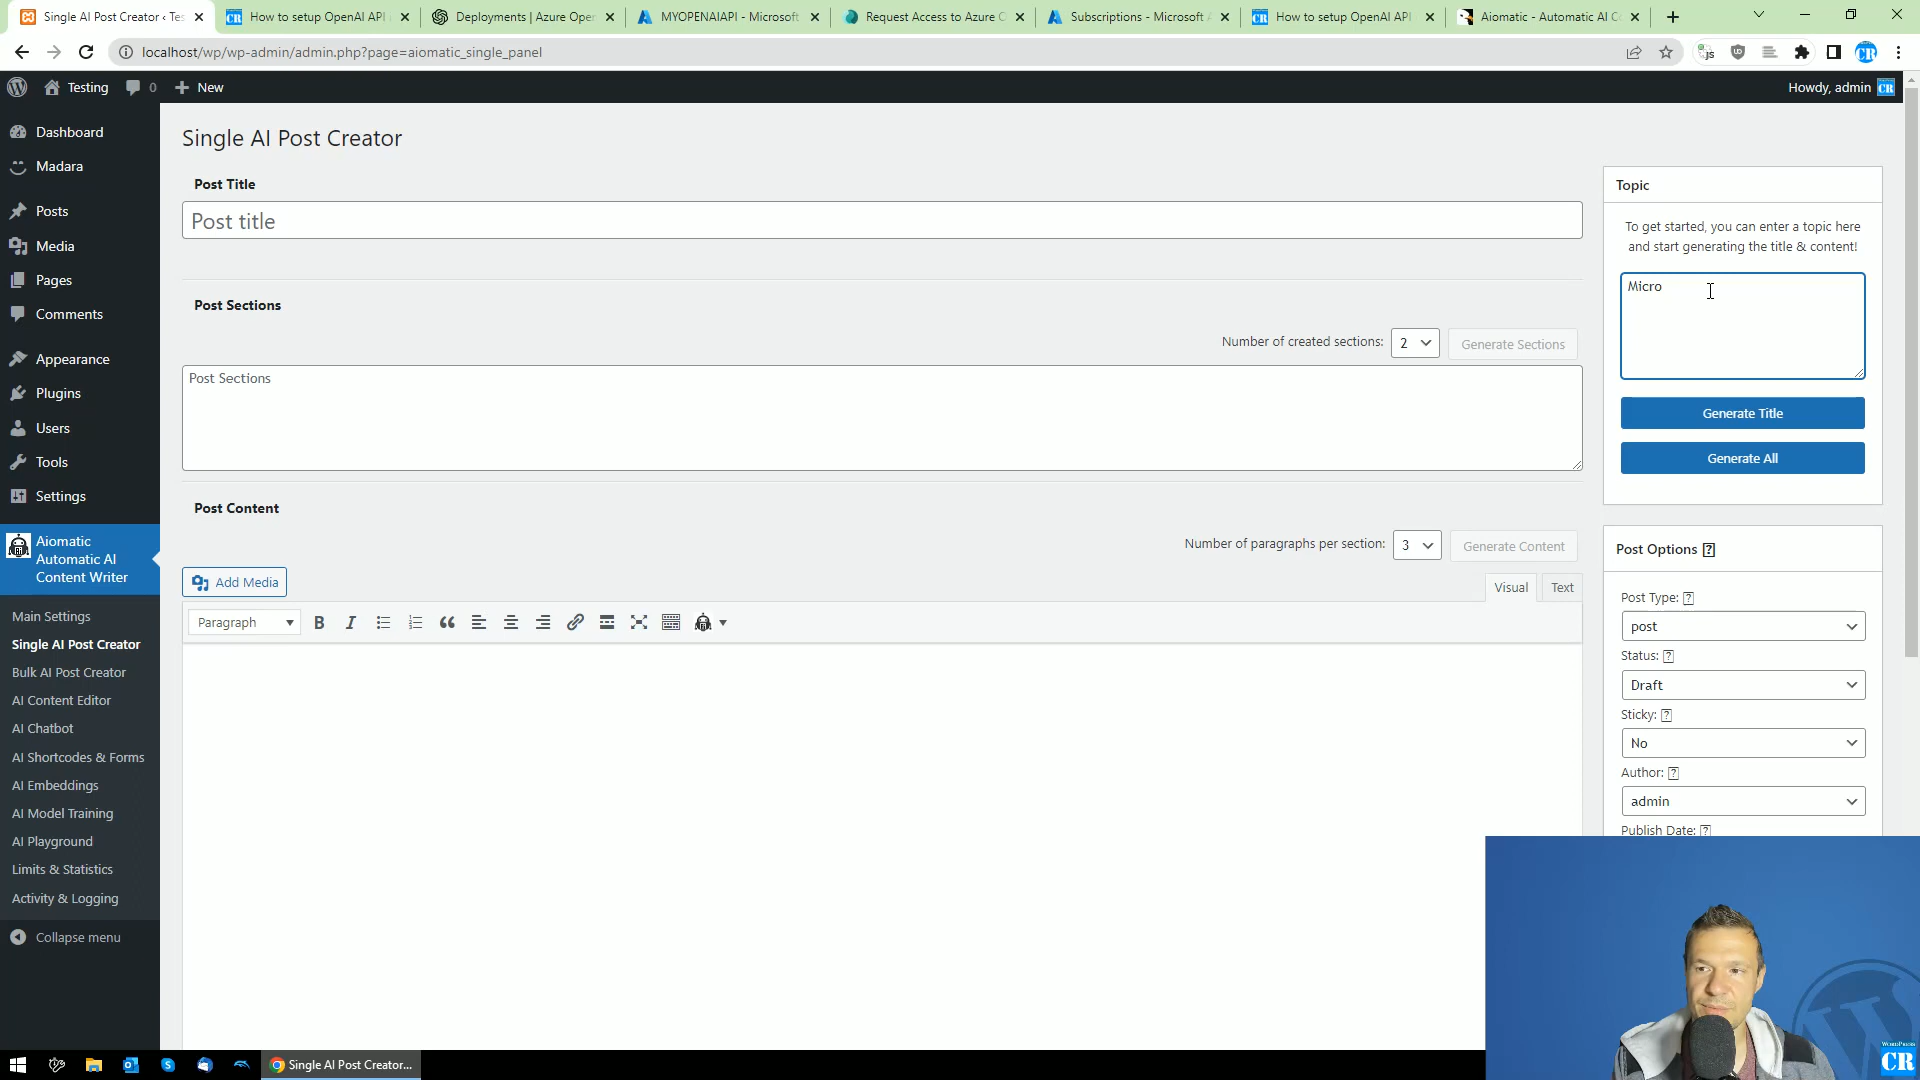 Single AI Post Creator ‹ Tes
How to setup OpenAI API
Deployments | Azure Open
MYOPENAIAPI - Microsoft
Request Access to Azure C
Subscriptions - Microsoft
How to setup OpenAI API
Aiomatic - Automatic AI C
localhost/wp/wp-admin/admin.php?page=aiomatic_single_panel
Testing
0
New
Howdy, admin
Dashboard
Madara
Posts
Media
Pages
Comments
Appearance
Plugins
Users
Tools
Settings
Aiomatic
Automatic AI
Content Writer
Main Settings
Single AI Post Creator
Bulk AI Post Creator
AI Content Editor
AI Chatbot
AI Shortcodes & Forms
AI Embeddings
AI Model Training
AI Playground
Limits & Statistics
Activity & Logging
Collapse menu
Single AI Post Creator
Post Title
Post title
Post Sections
Number of created sections: 2
Generate Sections
Post Sections
Post Content
Number of paragraphs per section: 3
Generate Content
Add Media
Visual
Text
Paragraph
B I
Topic
To get started, you can enter a topic here
and start generating the title & content!
Micro
Generate Title
Generate All
Post Options [?]
Post Type: [?]
post
Status: [?]
Draft
Sticky: [?]
No
Author: [?]
admin
Publish Date: [?]
Single AI Post Creator...
WORDPRESS
CR